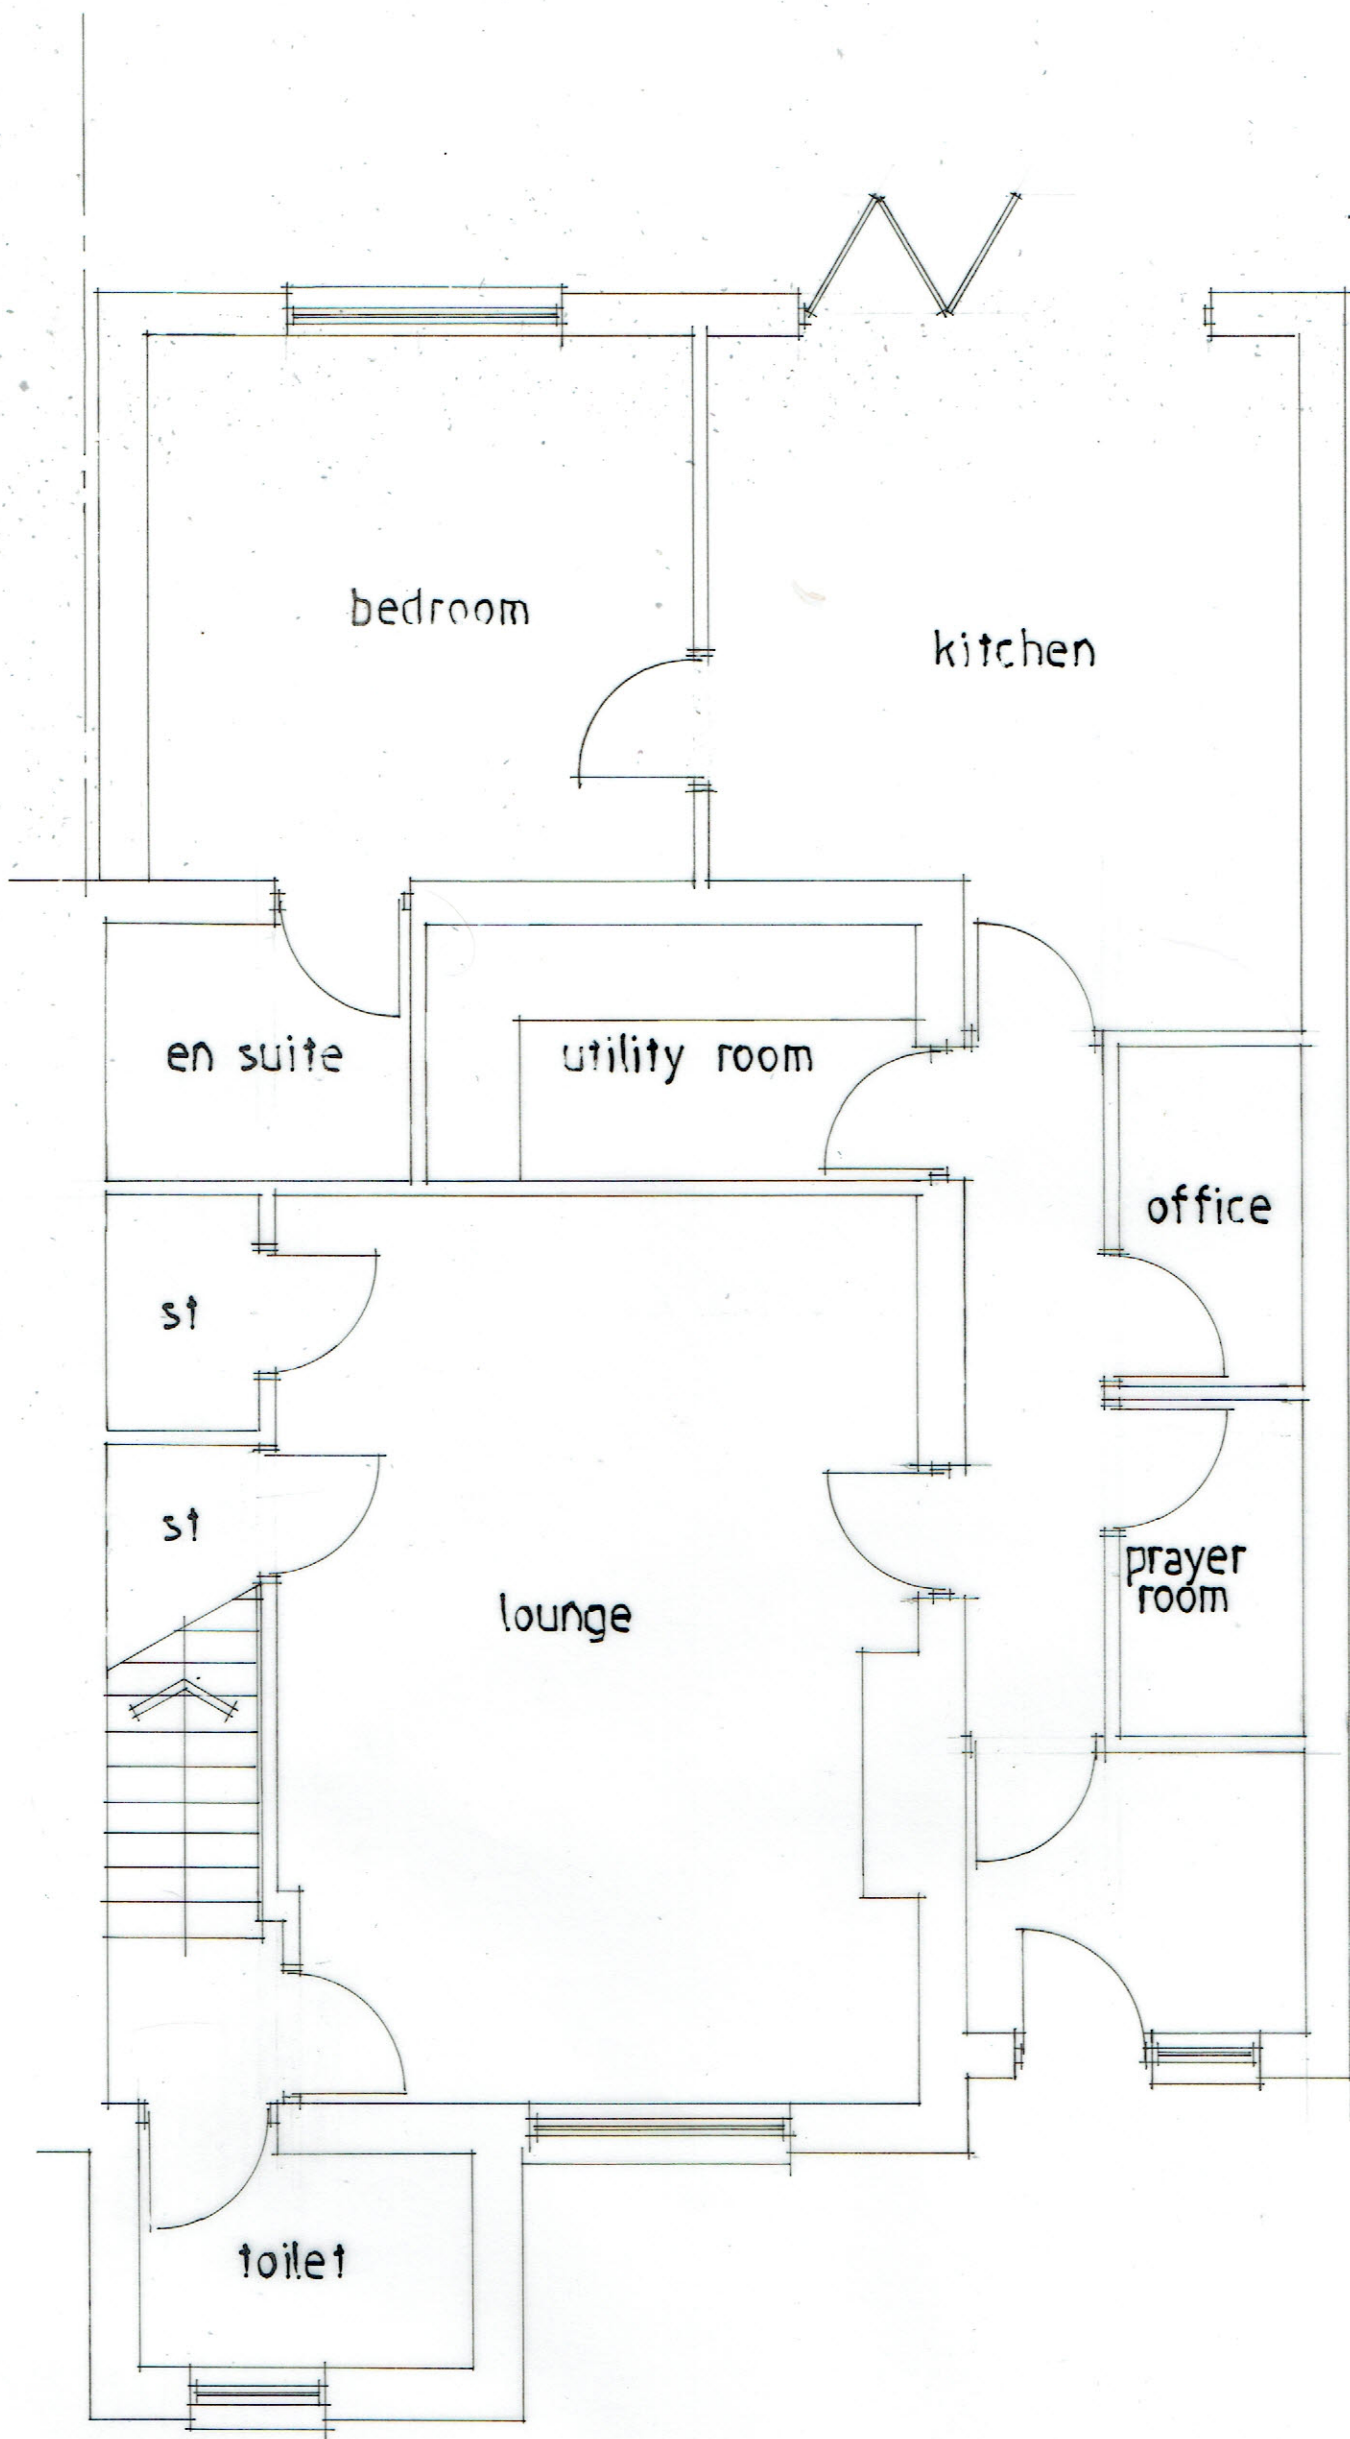 bedroom
kitchen
en suite
utility room
office
st
st
prayer
room
lounge
toilet